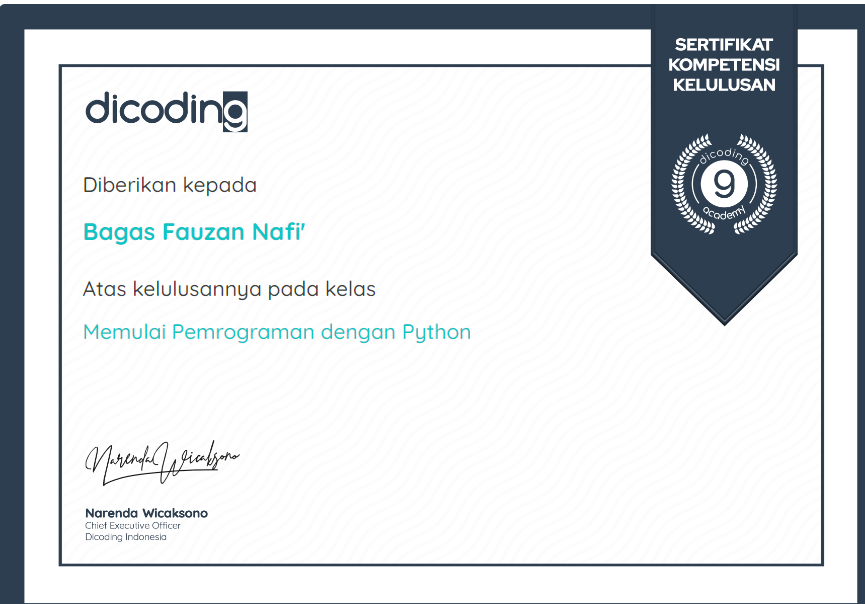 SERTIFIKAT
KOMPETENSI
KELULUSAN
dicoding
dicoding
9
academy
Diberikan kepada
Bagas Fauzan Nafi'
Atas kelulusannya pada kelas
Memulai Pemrograman dengan Python
Narenda Wicaksono
Narenda Wicaksono
Chief Executive Officer
Dicoding Indonesia